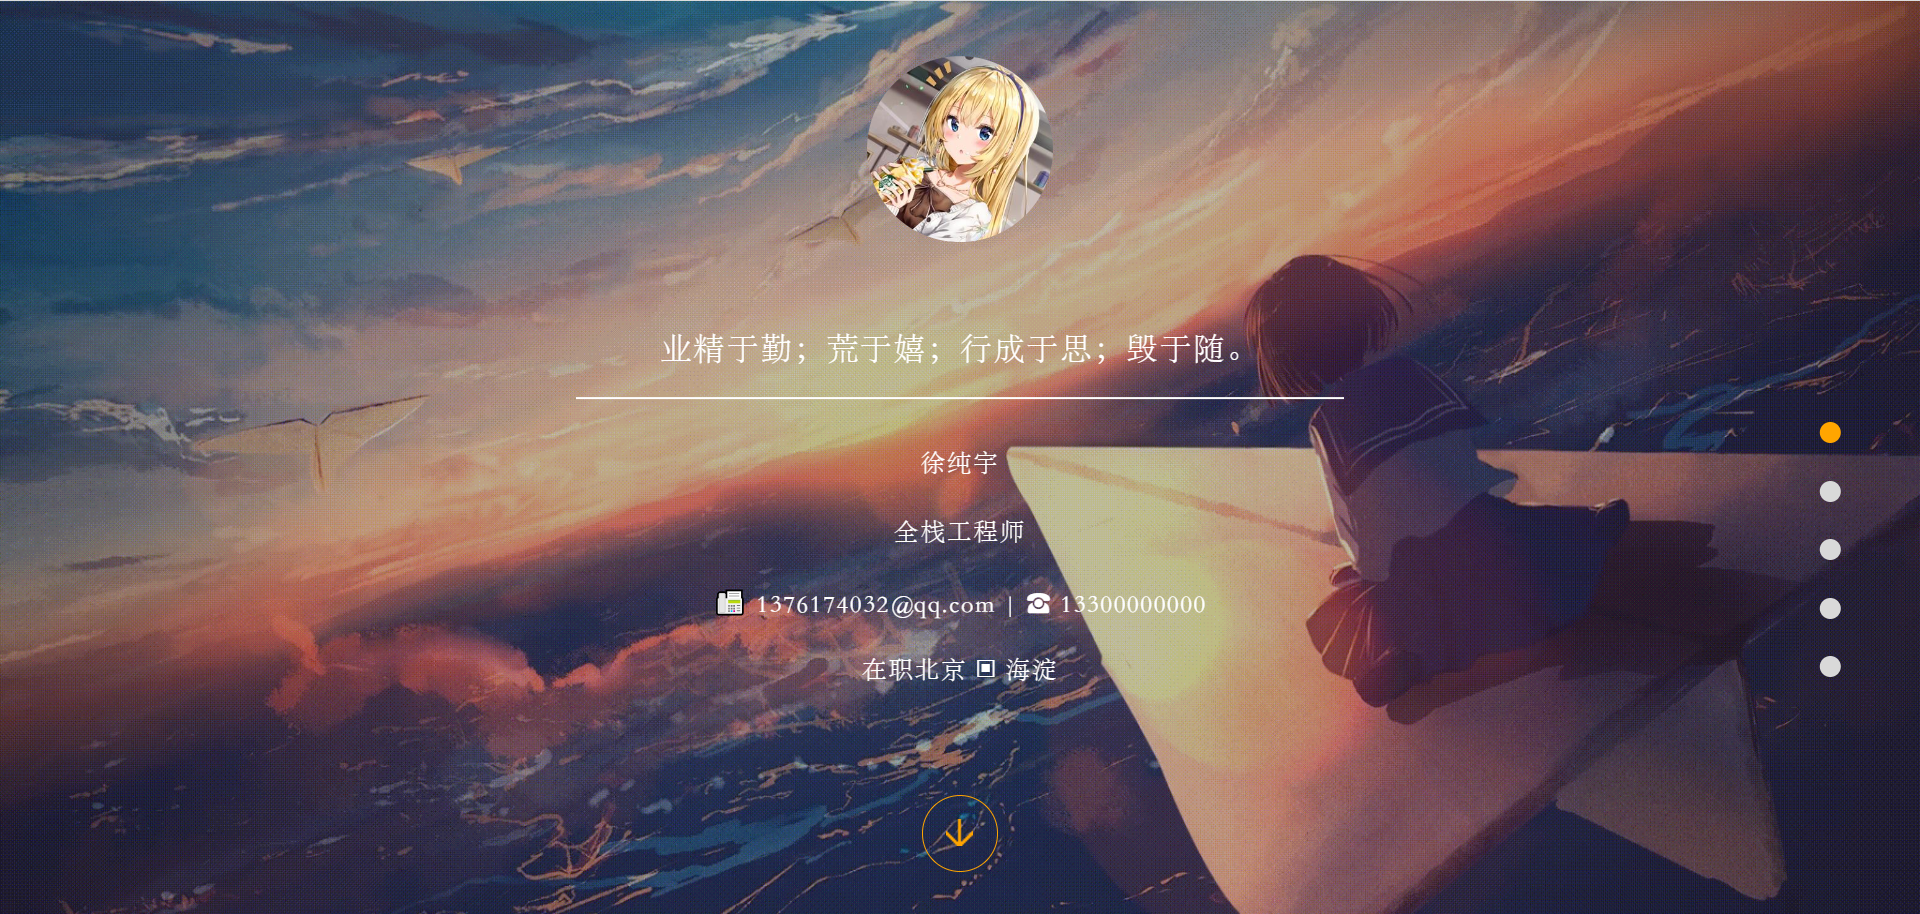 业精于勤；荒于嬉；行成于思；毁于随。
徐纯宇
全栈工程师
1376174032@qq.com | 13300000000
在职北京 ▣ 海淀